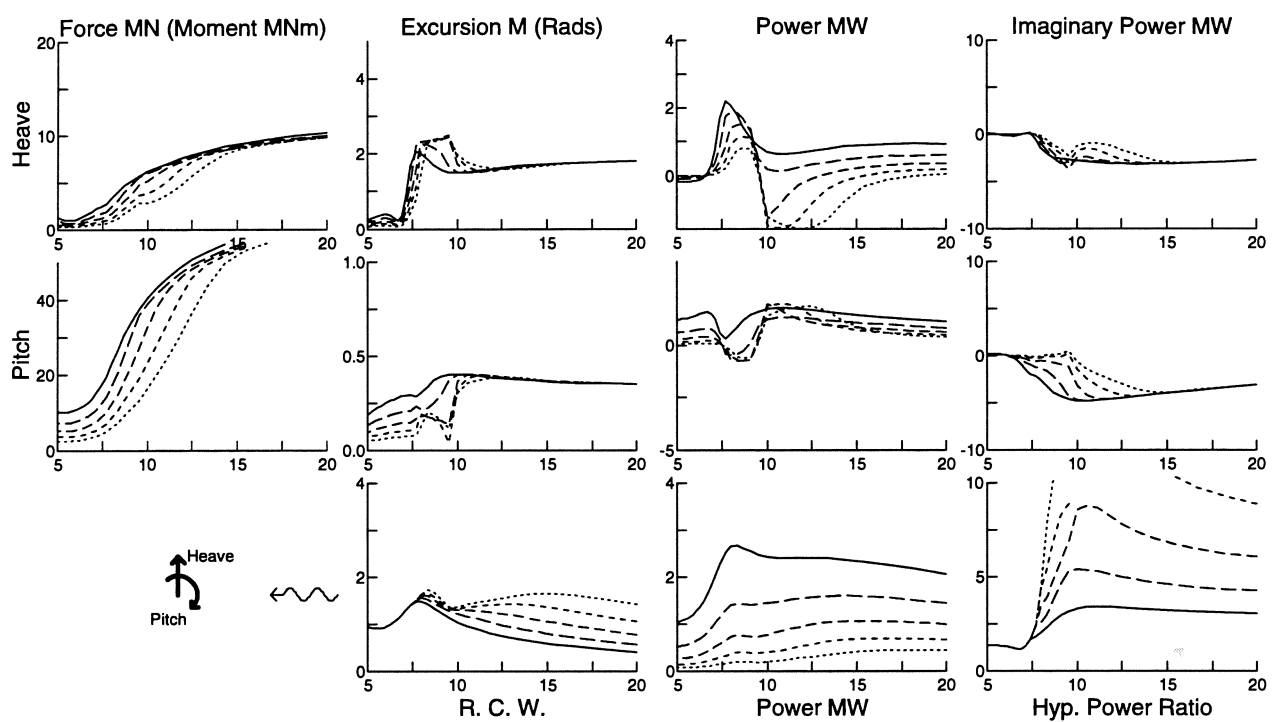 Force MN (Moment MNm) Excursion M (Rads) Power MW Imaginary Power MW
20 4 4 10
Heave
10 2 2 0
0 0 0 -10
5 10 15 20 5 10 15 20 5 10 15 20 5 10 15 20
1.0 10
Pitch
40 0.5 0 0
20
0 0.0 -5 -10
5 10 15 20 5 10 15 20 5 10 15 20 5 10 15 20
4 4 10
Heave
2 2 5
Pitch
0 0 0
5 10 15 20 5 10 15 20 5 10 15 20
R. C. W. Power MW Hyp. Power Ratio